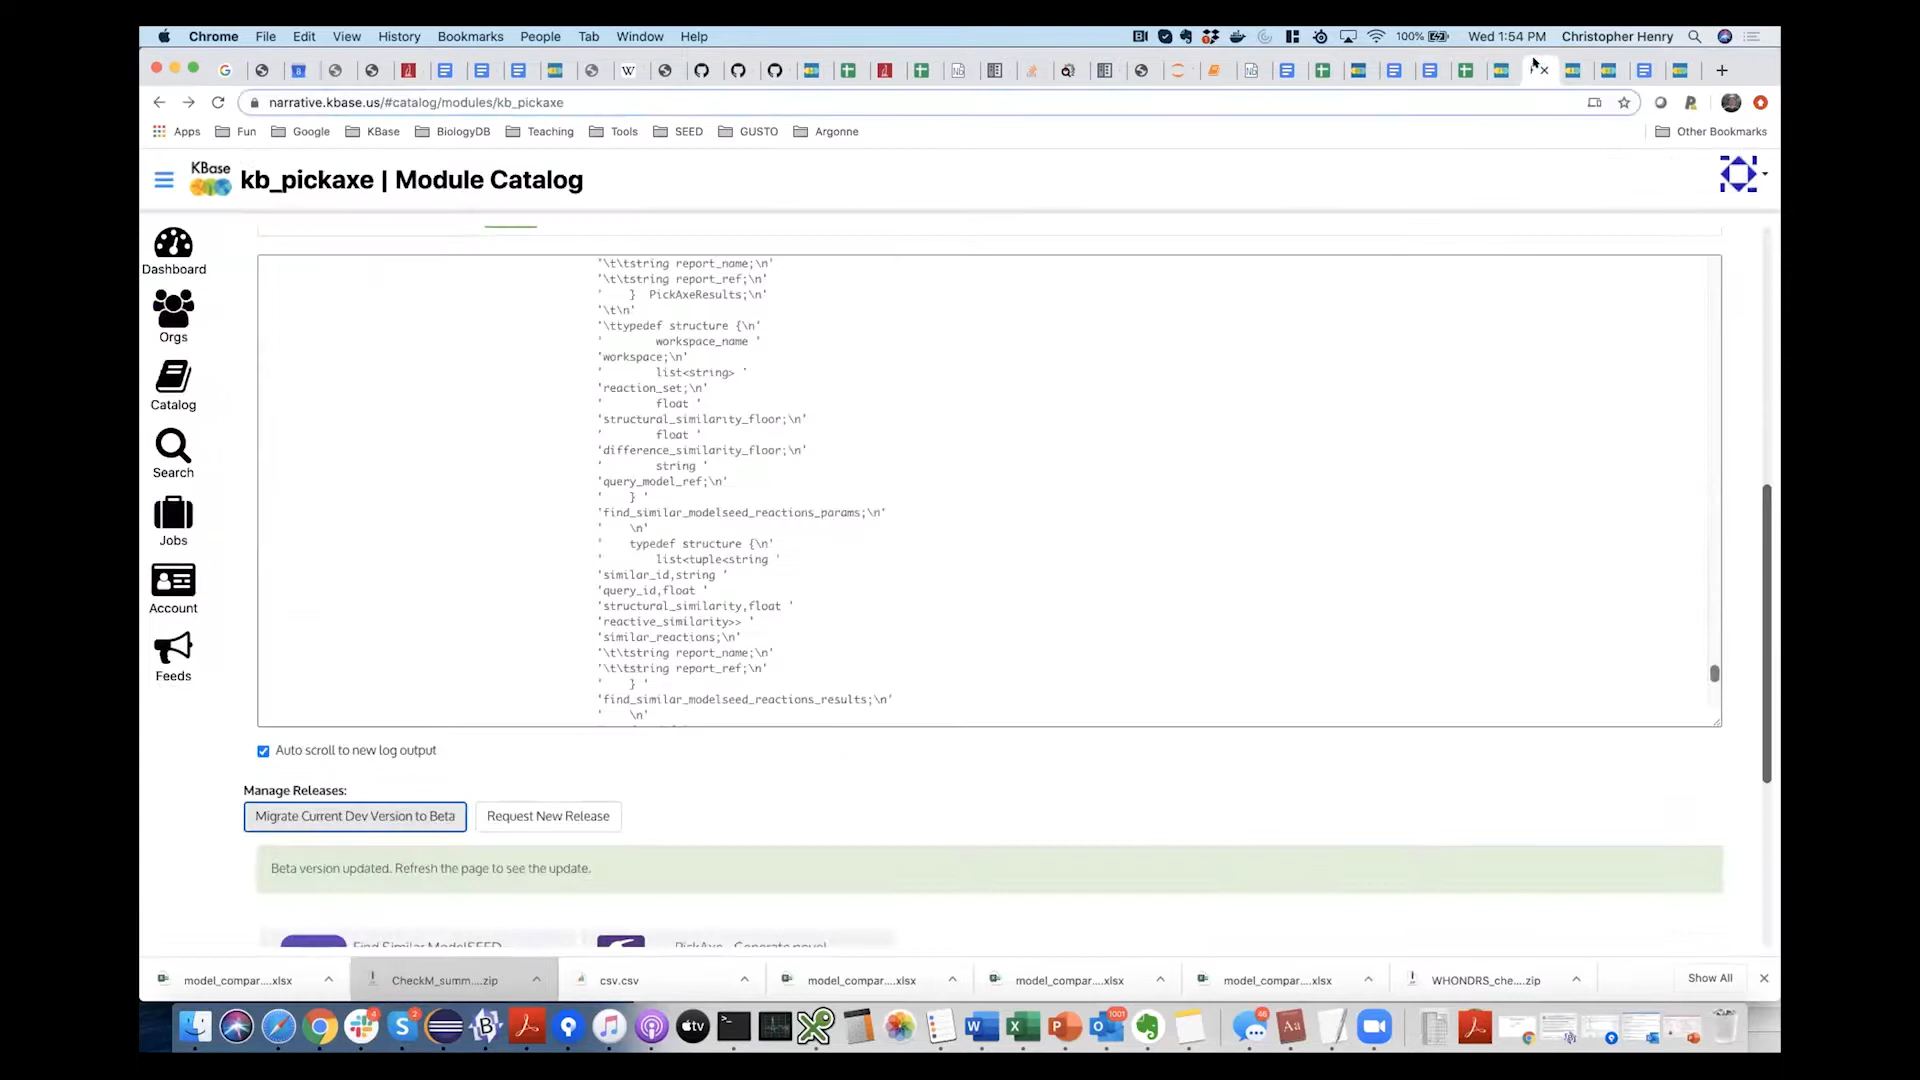 Chrome File Edit View History Bookmarks People Tab Window Help
100% Wed 1:54 PM Christopher Henry
narrative.kbase.us/#catalog/modules/kb_pickaxe
Apps Fun Google KBase BiologyDB Teaching Tools SEED GUSTO Argonne Other Bookmarks
KBase
kb_pickaxe | Module Catalog
Dashboard
Orgs
Catalog
Search
Jobs
Account
Feeds
'\t\tstring report_name;\n'
'\t\tstring report_ref;\n'
' } PickAxeResults;\n'
'\t\n'
'\ttypedef structure {\n'
' workspace_name '
'workspace;\n'
' list<string> '
'reaction_set;\n'
' float '
'structural_similarity_floor;\n'
' float '
'difference_similarity_floor;\n'
' string '
'query_model_ref;\n'
' } '
'find_similar_modelseed_reactions_params;\n'
' \n'
' typedef structure {\n'
' list<tuple<string '
'similar_id,string '
'query_id,float '
'structural_similarity,float '
'reactive_similarity>> '
'similar_reactions;\n'
'\t\tstring report_name;\n'
'\t\tstring report_ref;\n'
' } '
'find_similar_modelseed_reactions_results;\n'
' \n'
Auto scroll to new log output
Manage Releases:
Migrate Current Dev Version to Beta Request New Release
Beta version updated. Refresh the page to see the update.
Find Similar ModelSEED PickAxe - Generate novel
model_compar....xlsx CheckM_summ....zip csv.csv model_compar....xlsx model_compar....xlsx model_compar....xlsx WHONDRS_che....zip Show All